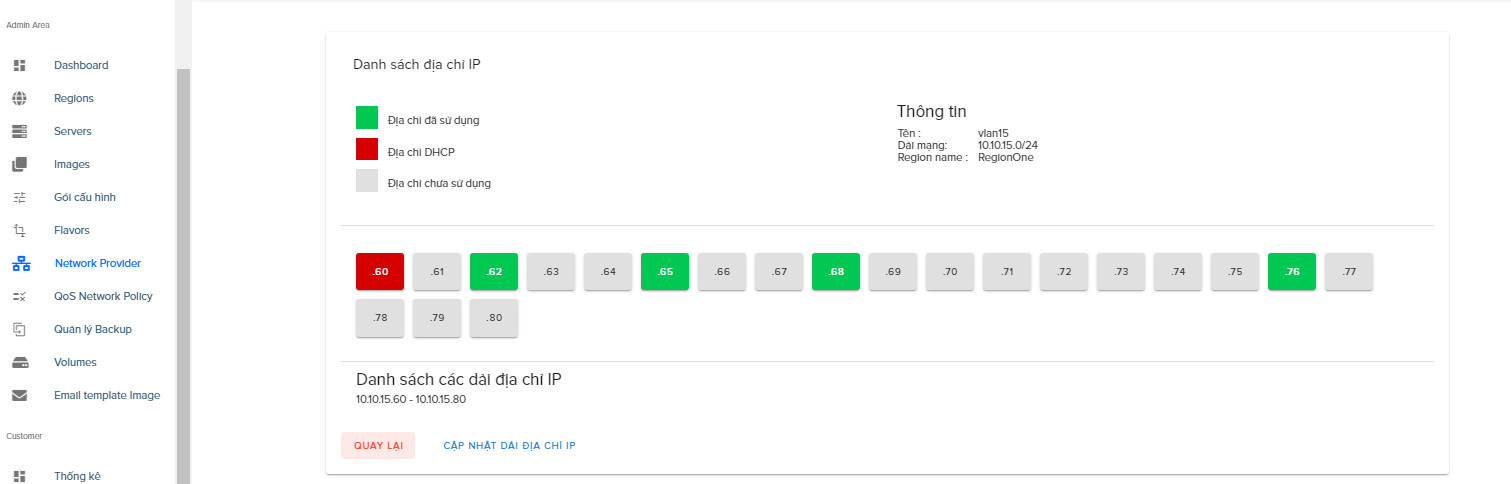 Admin Area
Dashboard
Regions
Servers
Images
Gói cấu hình
Flavors
Network Provider
QoS Network Policy
Quản lý Backup
Volumes
Email template Image
Customer
Thống kê
Danh sách địa chỉ IP
Địa chỉ đã sử dụng
Địa chỉ DHCP
Địa chỉ chưa sử dụng
Thông tin
Tên : vlan15
Dải mạng: 10.10.15.0/24
Region name : RegionOne
.60 .61 .62 .63 .64 .65 .66 .67 .68 .69 .70 .71 .72 .73 .74 .75 .76 .77
.78 .79 .80
Danh sách các dải địa chỉ IP
10.10.15.60 - 10.10.15.80
QUAY LẠI CẬP NHẬT DẢI ĐỊA CHỈ IP